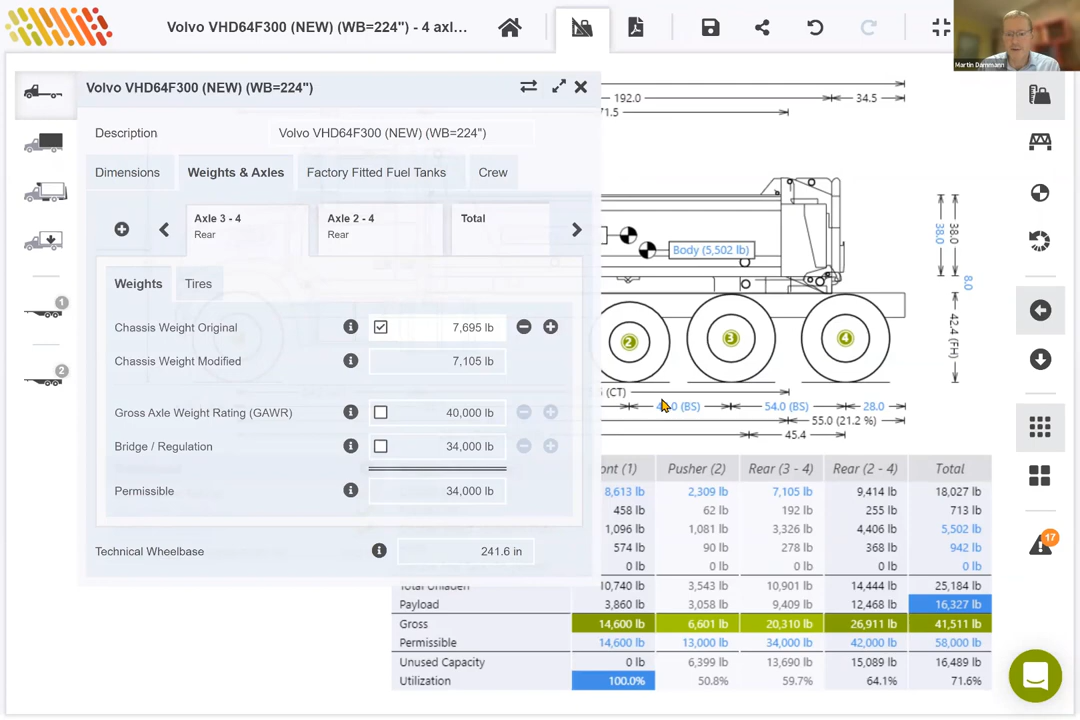 Volvo VHD64F300 (NEW) (WB=224") - 4 axl...
Martin Dammann
Volvo VHD64F300 (NEW) (WB=224")
Description Volvo VHD64F300 (NEW) (WB=224")
Dimensions Weights & Axles Factory Fitted Fuel Tanks Crew
Axle 3 - 4 Axle 2 - 4 Total
Rear Rear
Weights Tires
Chassis Weight Original 7,695 lb
Chassis Weight Modified 7,105 lb
Gross Axle Weight Rating (GAWR) 40,000 lb
Bridge / Regulation 34,000 lb
Permissible 34,000 lb
Technical Wheelbase 241.6 in
192.0 34.5
71.5
Body (5,502 lb)
38.0 38.0
8.0
42.4 (FH)
2 3 4
(CT)
(BS) 54.0 (BS) 28.0
55.0 (21.2 %)
45.4
ont (1) Pusher (2) Rear (3 - 4) Rear (2 - 4) Total
8,613 lb 2,309 lb 7,105 lb 9,414 lb 18,027 lb
458 lb 62 lb 192 lb 255 lb 713 lb
1,096 lb 1,081 lb 3,326 lb 4,406 lb 5,502 lb
574 lb 90 lb 278 lb 368 lb 942 lb
0 lb 0 lb 0 lb 0 lb 0 lb
Total Unladen 10,740 lb 3,543 lb 10,901 lb 14,444 lb 25,184 lb
Payload 3,860 lb 3,058 lb 9,409 lb 12,468 lb 16,327 lb
Gross 14,600 lb 6,601 lb 20,310 lb 26,911 lb 41,511 lb
Permissible 14,600 lb 13,000 lb 34,000 lb 42,000 lb 58,000 lb
Unused Capacity 0 lb 6,399 lb 13,690 lb 15,089 lb 16,489 lb
Utilization 100.0% 50.8% 59.7% 64.1% 71.6%
1
2
17